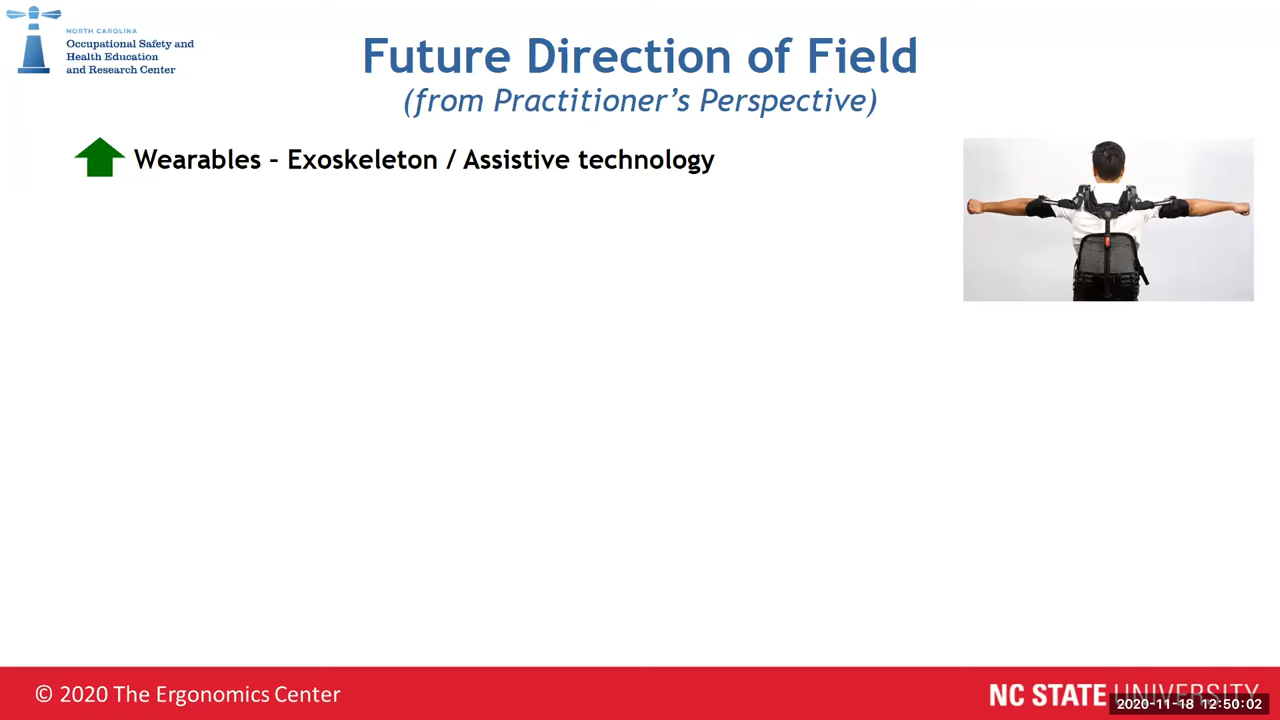 NORTH CAROLINA
Occupational Safety and
Health Education
and Research Center
Future Direction of Field
(from Practitioner's Perspective)
Wearables – Exoskeleton / Assistive technology
© 2020 The Ergonomics Center
NC STATE UNIVERSITY
2020-11-18 12:50:02